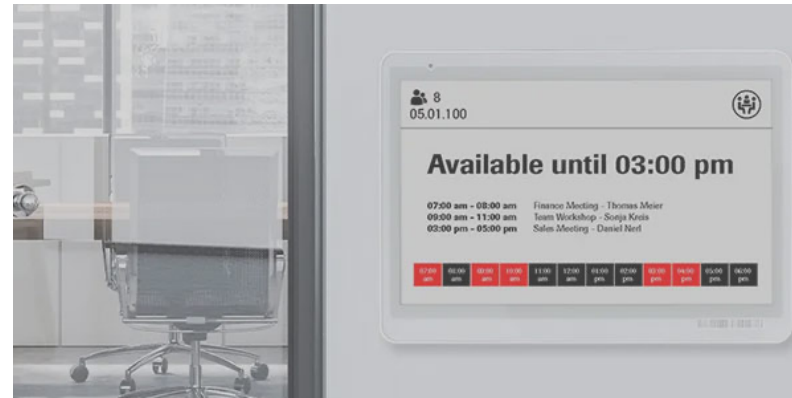 8
05.01.100
Available until 03:00 pm
07:00 am - 08:00 am Finance Meeting - Thomas Meier
09:00 am - 11:00 am Team Workshop - Sonja Kreis
03:00 pm - 05:00 pm Sales Meeting - Daniel Nerl
07:00 am 08:00 am 09:00 am 10:00 am 11:00 am 12:00 am 01:00 pm 02:00 pm 03:00 pm 04:00 pm 05:00 pm 06:00 pm